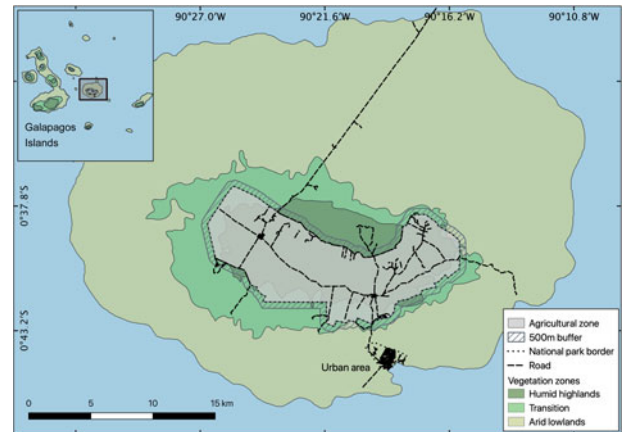 90°27.0'W 90°21.6'W 90°16.2'W 90°10.8'W
Galapagos
Islands
0°37.8'S
0°43.2'S
Urban area
Agricultural zone
500m buffer
National park border
Road
Vegetation zones
Humid highlands
Transition
Arid lowlands
0 5 10 15 km